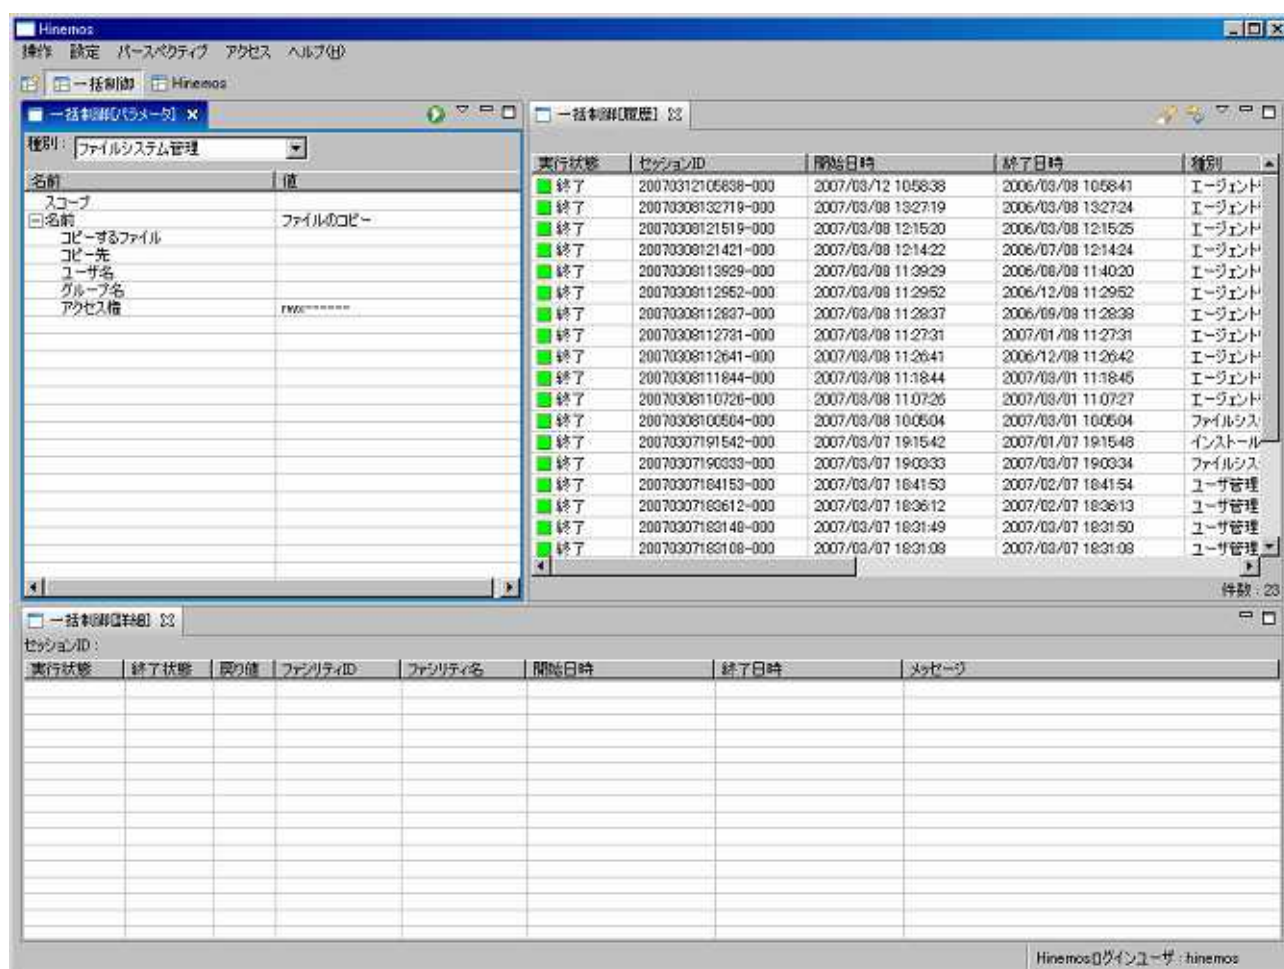 Hinemos
操作 設定 パースペクティブ アクセス ヘルプ(H)
一括制御 Hinemos
一括制御[パラメータ]
種別: ファイルシステム管理
名前 値
スコープ
名前 ファイルのコピー
コピーするファイル
コピー先
ユーザ名
グループ名
アクセス権 rwx------
一括制御[履歴]
実行状態 セッションID 開始日時 終了日時 種別
終了 20070312105838-000 2007/03/12 10:58:38 2006/03/08 10:58:41 エージェント
終了 20070308132719-000 2007/03/08 13:27:19 2006/03/08 13:27:24 エージェント
終了 20070308121519-000 2007/03/08 12:15:20 2006/03/08 12:15:25 エージェント
終了 20070308121421-000 2007/03/08 12:14:22 2006/07/08 12:14:24 エージェント
終了 20070308113929-000 2007/03/08 11:39:29 2006/08/08 11:40:20 エージェント
終了 20070308112952-000 2007/03/08 11:29:52 2006/12/08 11:29:52 エージェント
終了 20070308112837-000 2007/03/08 11:28:37 2006/09/08 11:28:38 エージェント
終了 20070308112731-000 2007/03/08 11:27:31 2007/01/08 11:27:31 エージェント
終了 20070308112641-000 2007/03/08 11:26:41 2006/12/08 11:26:42 エージェント
終了 20070308111844-000 2007/03/08 11:18:44 2007/03/01 11:18:45 エージェント
終了 20070308110726-000 2007/03/08 11:07:26 2007/03/01 11:07:27 エージェント
終了 20070308100504-000 2007/03/08 10:05:04 2007/03/01 10:05:04 ファイルシス
終了 20070307191542-000 2007/03/07 19:15:42 2007/01/07 19:15:48 インストール
終了 20070307190333-000 2007/03/07 19:03:33 2007/03/07 19:03:34 ファイルシス
終了 20070307184153-000 2007/03/07 18:41:53 2007/02/07 18:41:54 ユーザ管理
終了 20070307183612-000 2007/03/07 18:36:12 2007/02/07 18:36:13 ユーザ管理
終了 20070307183148-000 2007/03/07 18:31:49 2007/03/07 18:31:50 ユーザ管理
終了 20070307183108-000 2007/03/07 18:31:08 2007/03/07 18:31:08 ユーザ管理
件数 : 23
一括制御[詳細]
セッションID :
実行状態 終了状態 戻り値 ファシリティID ファシリティ名 開始日時 終了日時 メッセージ
Hinemosログインユーザ : hinemos